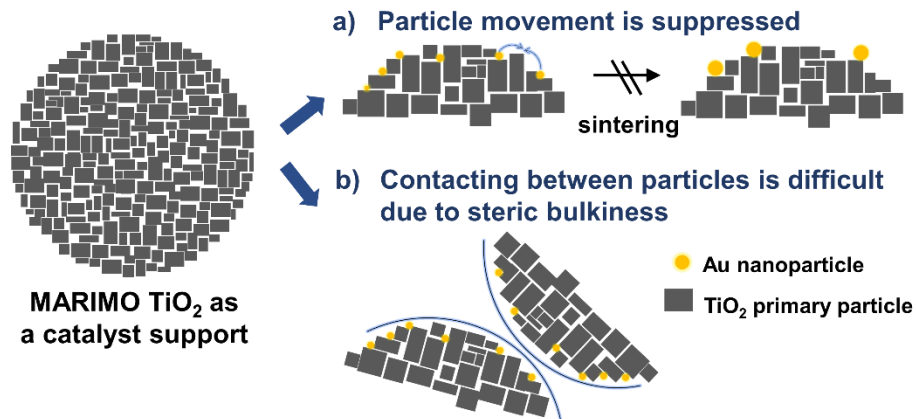 a) Particle movement is suppressed
sintering
b) Contacting between particles is difficult
due to steric bulkiness
MARIMO TiO₂ as
a catalyst support
Au nanoparticle
TiO₂ primary particle